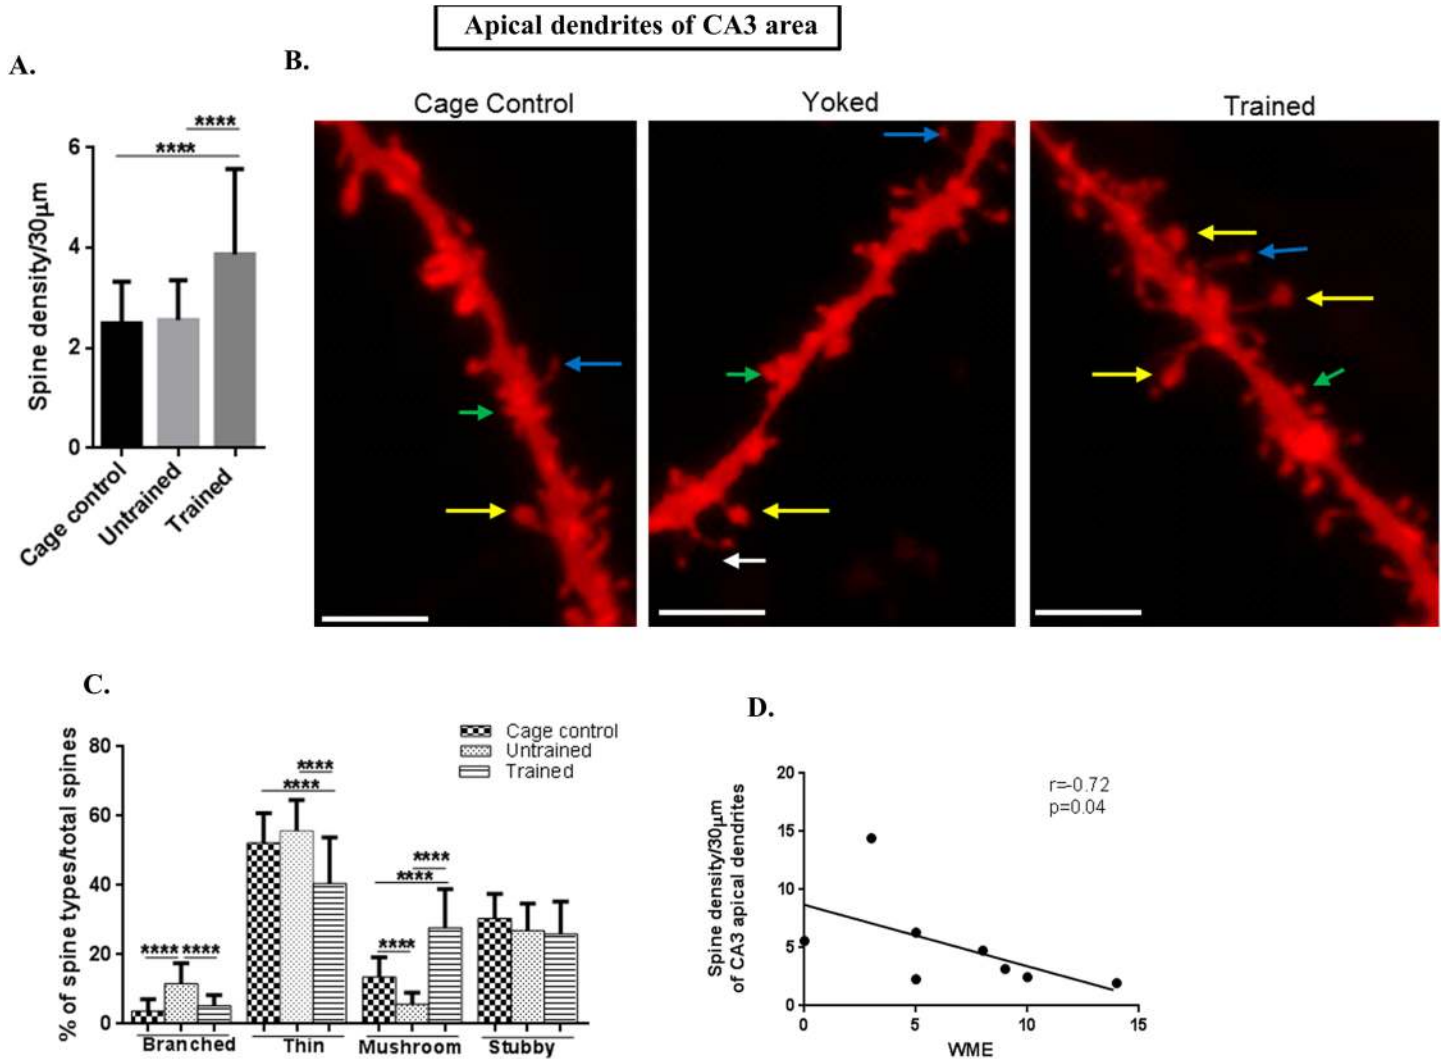 Apical dendrites of CA3 area
A.
B.
Cage Control
Yoked
Trained
****
****
6
4
2
0
Spine density/30μm
Cage control
Untrained
Trained
C.
Cage control
Untrained
Trained
80
60
40
20
0
% of spine types/total spines
**** ****
****
****
****
****
****
Branched
Thin
Mushroom
Stubby
D.
r=-0.72
p=0.04
20
15
10
5
0
Spine density/30μm
of CA3 apical dendrites
0 5 10 15
WME